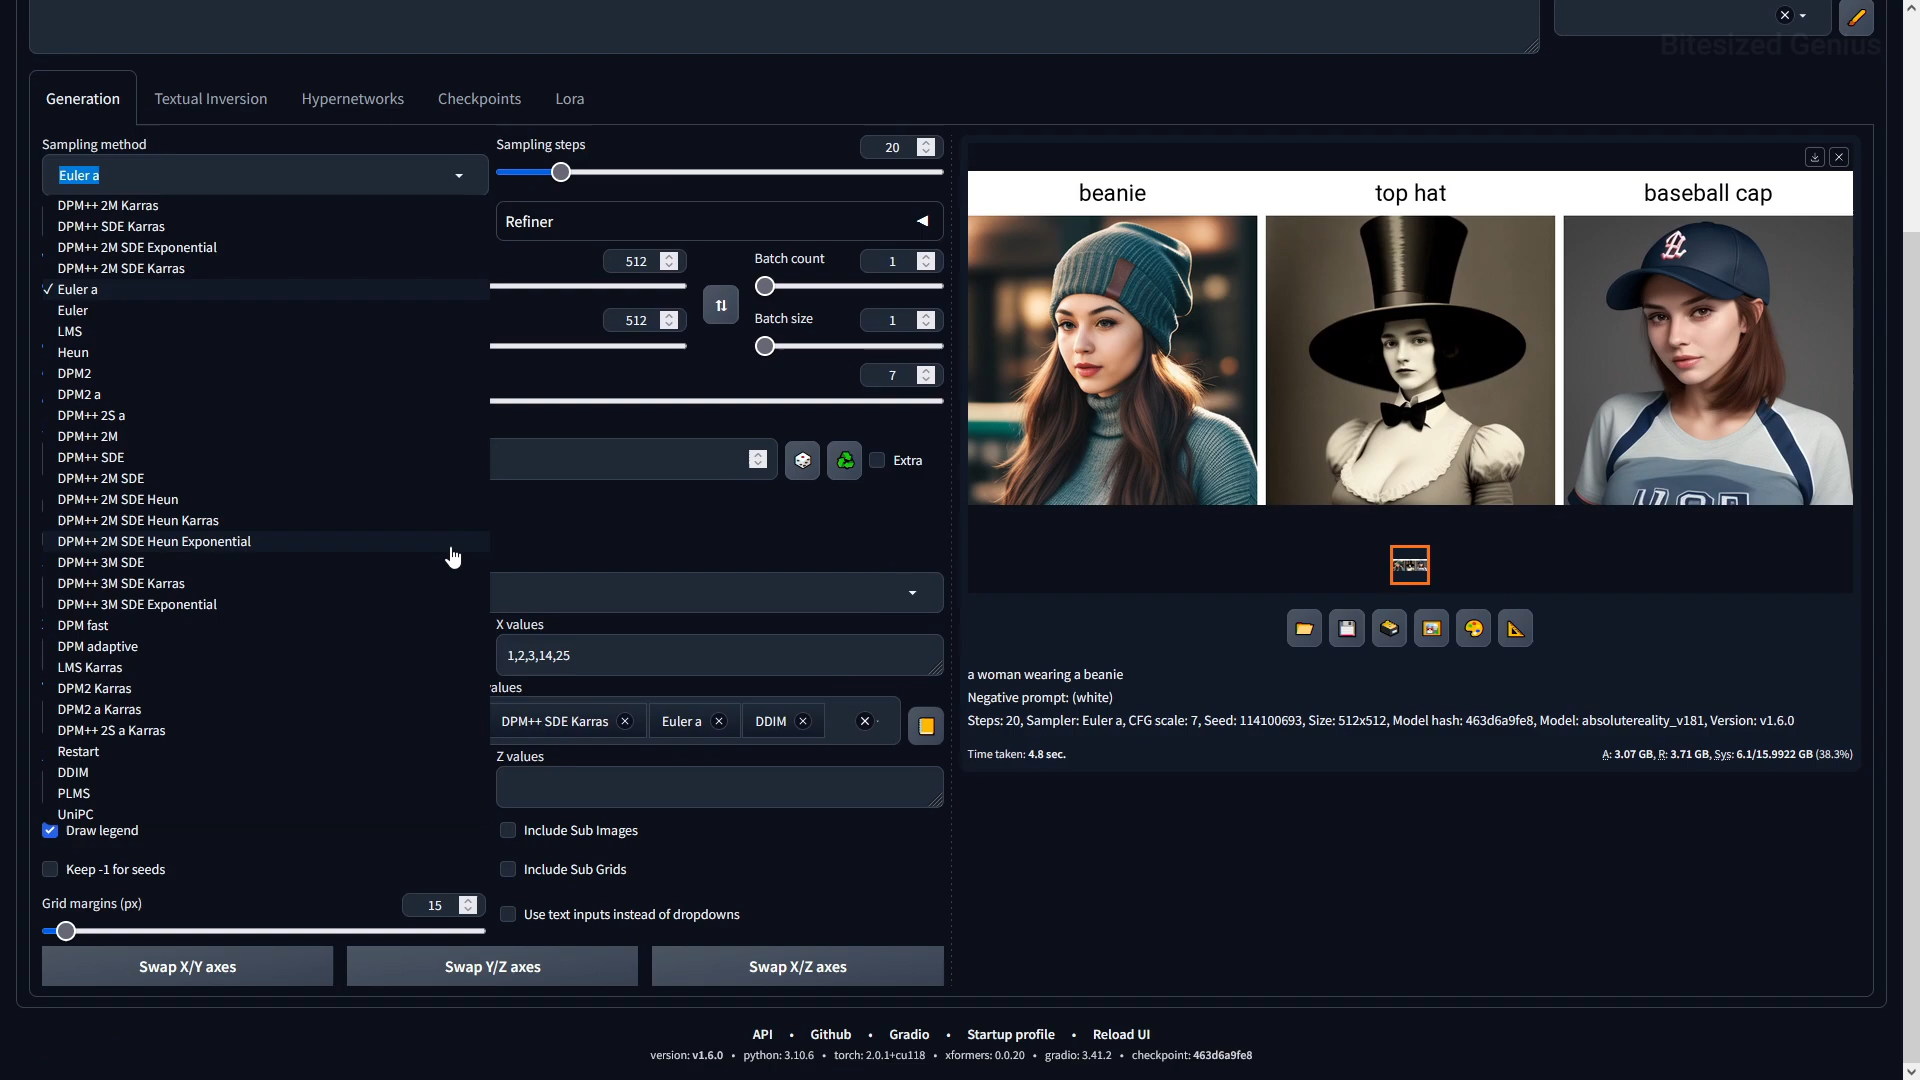 Bitesized Genius
Generation
Textual Inversion
Hypernetworks
Checkpoints
Lora
Sampling method
Euler a
DPM++ 2M Karras
DPM++ SDE Karras
DPM++ 2M SDE Exponential
DPM++ 2M SDE Karras
✓ Euler a
Euler
LMS
Heun
DPM2
DPM2 a
DPM++ 2S a
DPM++ 2M
DPM++ SDE
DPM++ 2M SDE
DPM++ 2M SDE Heun
DPM++ 2M SDE Heun Karras
DPM++ 2M SDE Heun Exponential
DPM++ 3M SDE
DPM++ 3M SDE Karras
DPM++ 3M SDE Exponential
DPM fast
DPM adaptive
LMS Karras
DPM2 Karras
DPM2 a Karras
DPM++ 2S a Karras
Restart
DDIM
PLMS
UniPC
Sampling steps
20
Refiner
512
Batch count
1
512
Batch size
1
7
Extra
X values
1,2,3,14,25
values
DPM++ SDE Karras
Euler a
DDIM
Z values
Draw legend
Include Sub Images
Keep -1 for seeds
Include Sub Grids
Grid margins (px)
15
Use text inputs instead of dropdowns
Swap X/Y axes
Swap Y/Z axes
Swap X/Z axes
beanie
top hat
baseball cap
a woman wearing a beanie
Negative prompt: (white)
Steps: 20, Sampler: Euler a, CFG scale: 7, Seed: 114100693, Size: 512x512, Model hash: 463d6a9fe8, Model: absolutereality_v181, Version: v1.6.0
Time taken: 4.8 sec.
A: 3.07 GB, R: 3.71 GB, Sys: 6.1/15.9922 GB (38.3%)
API • Github • Gradio • Startup profile • Reload UI
version: v1.6.0 • python: 3.10.6 • torch: 2.0.1+cu118 • xformers: 0.0.20 • gradio: 3.41.2 • checkpoint: 463d6a9fe8